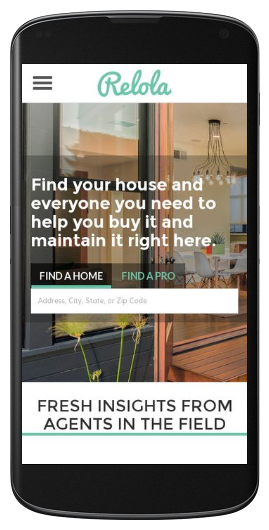 Relola
Find your house and
everyone you need to
help you buy it and
maintain it right here.
FIND A HOME
FIND A PRO
Address, City, State, or Zip Code
FRESH INSIGHTS FROM
AGENTS IN THE FIELD